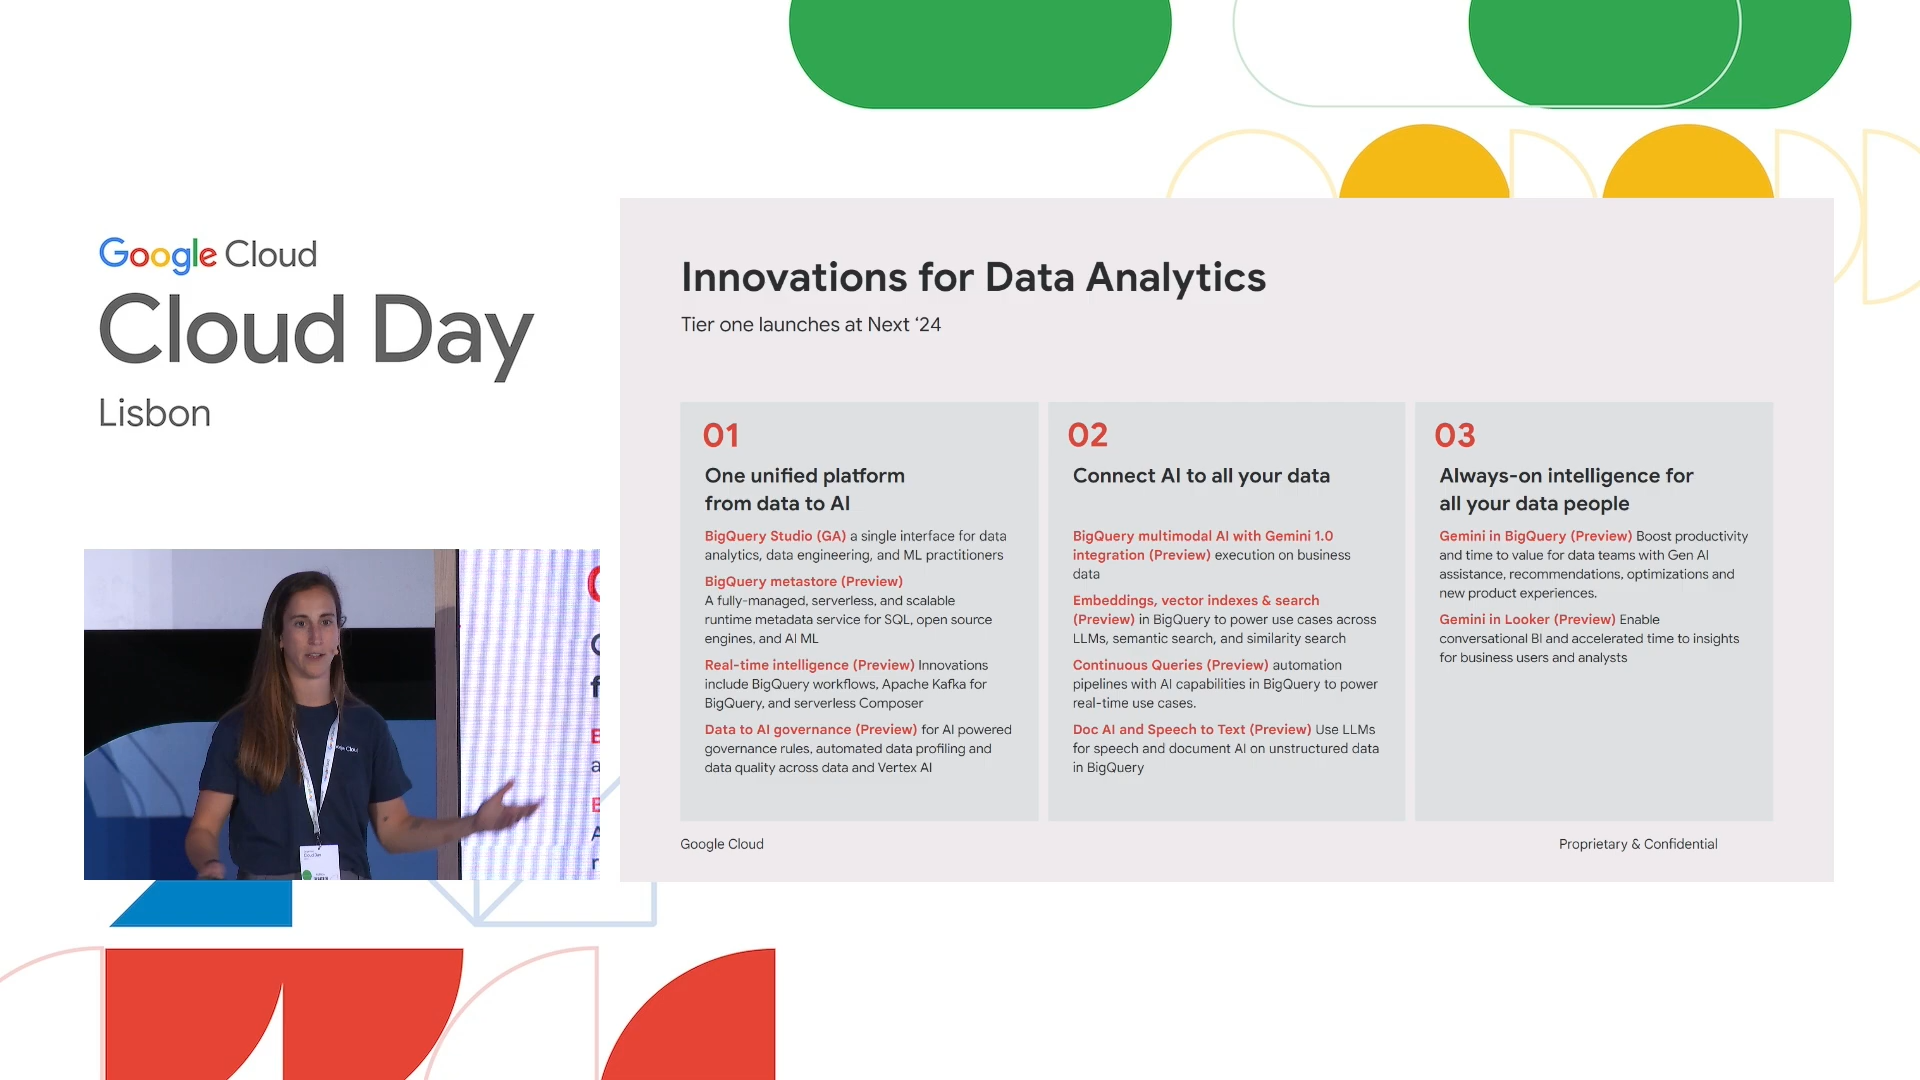 Google Cloud
Cloud Day
Lisbon
Innovations for Data Analytics
Tier one launches at Next ‘24
01
One unified platform
from data to AI
BigQuery Studio (GA) a single interface for data
analytics, data engineering, and ML practitioners
BigQuery metastore (Preview)
A fully-managed, serverless, and scalable
runtime metadata service for SQL, open source
engines, and AI ML
Real-time intelligence (Preview) Innovations
include BigQuery workflows, Apache Kafka for
BigQuery, and serverless Composer
Data to AI governance (Preview) for AI powered
governance rules, automated data profiling and
data quality across data and Vertex AI
02
Connect AI to all your data
BigQuery multimodal AI with Gemini 1.0
integration (Preview) execution on business
data
Embeddings, vector indexes & search
(Preview) in BigQuery to power use cases across
LLMs, semantic search, and similarity search
Continuous Queries (Preview) automation
pipelines with AI capabilities in BigQuery to power
real-time use cases.
Doc AI and Speech to Text (Preview) Use LLMs
for speech and document AI on unstructured data
in BigQuery
03
Always-on intelligence for
all your data people
Gemini in BigQuery (Preview) Boost productivity
and time to value for data teams with Gen AI
assistance, recommendations, optimizations and
new product experiences.
Gemini in Looker (Preview) Enable
conversational BI and accelerated time to insights
for business users and analysts
Google Cloud
Proprietary & Confidential